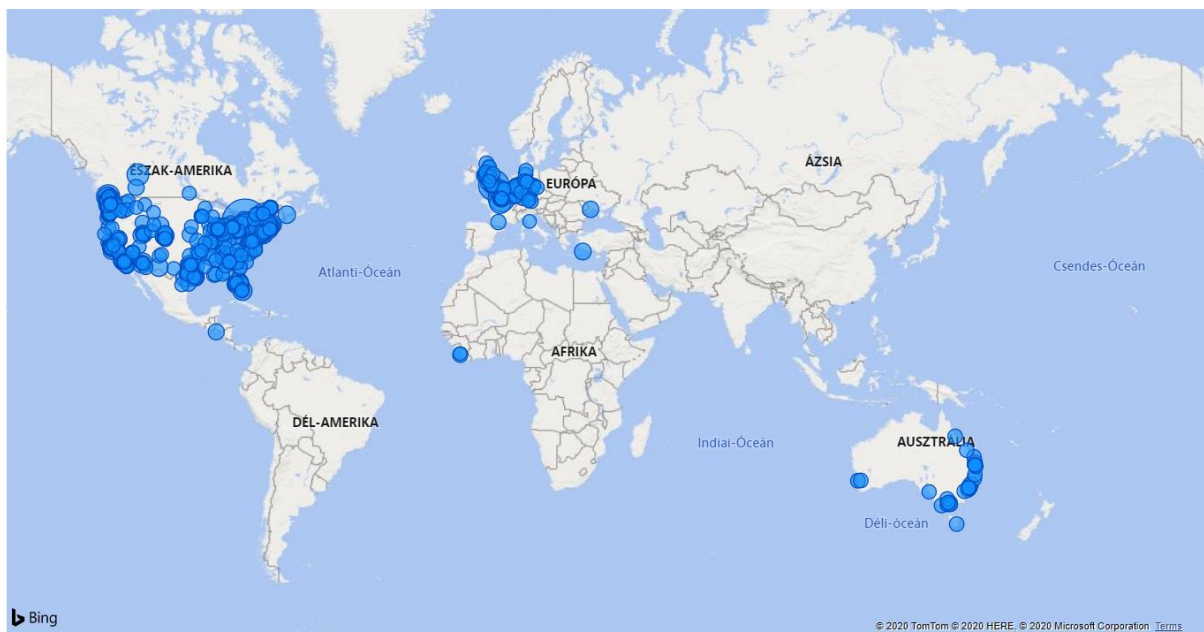 ÉSZAK-AMERIKA
ÁZSIA
EURÓPA
Atlanti-Óceán
Csendes-Óceán
AFRIKA
DÉL-AMERIKA
Indiai-Óceán
AUSZTRÁLIA
Déli-óceán
Bing
© 2020 TomTom © 2020 HERE, © 2020 Microsoft Corporation Terms